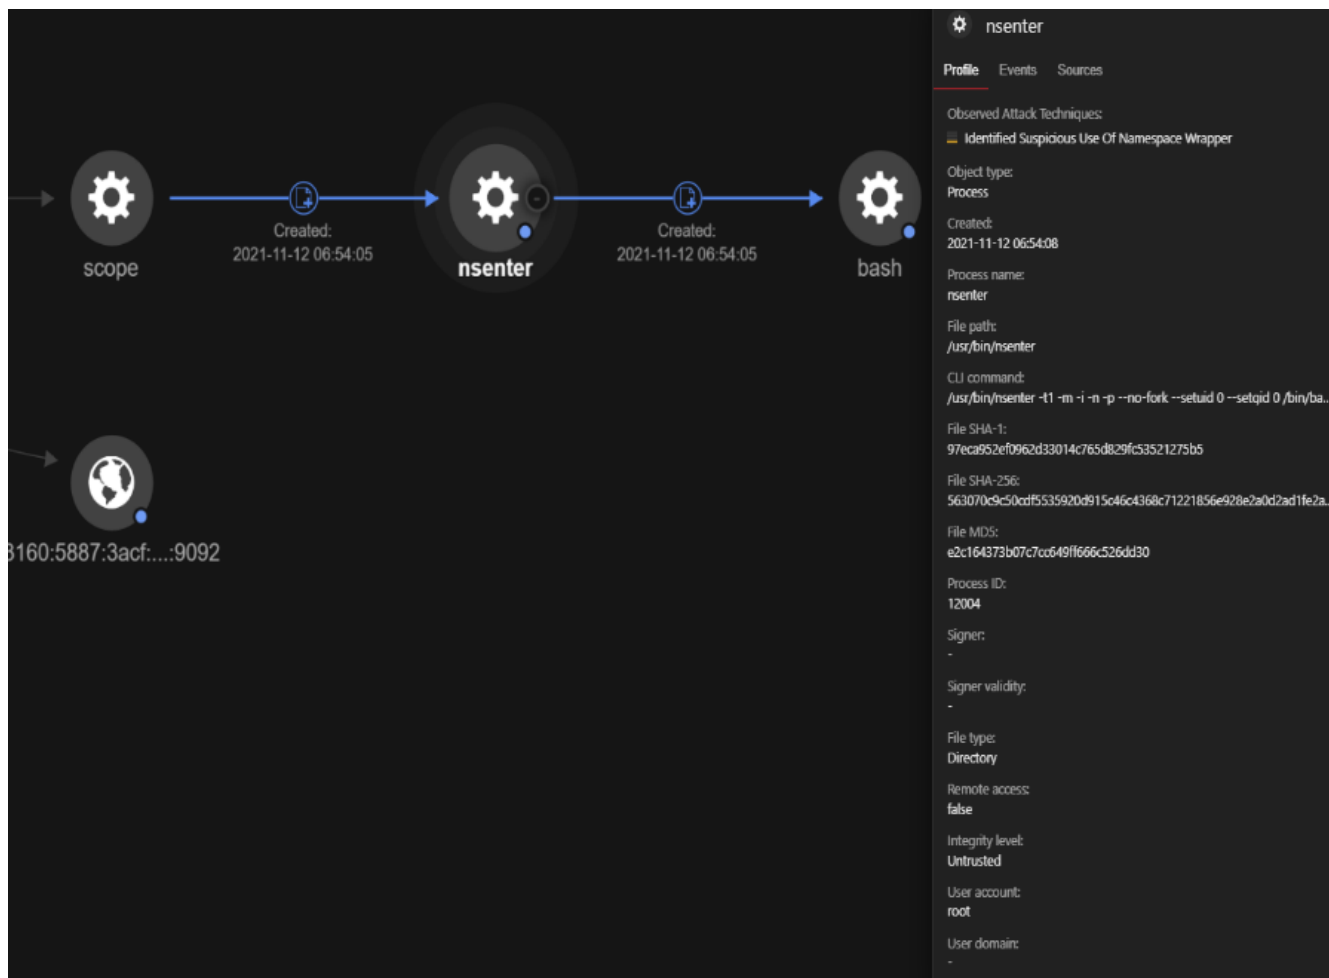 scope
Created:
2021-11-12 06:54:05
nsenter
Created:
2021-11-12 06:54:05
bash
3160:5887:3acf:...:9092
nsenter
Profile Events Sources
Observed Attack Techniques:
Identified Suspicious Use Of Namespace Wrapper
Object type:
Process
Created:
2021-11-12 06:54:08
Process name:
nsenter
File path:
/usr/bin/nsenter
CLI command:
/usr/bin/nsenter -t1 -m -i -n -p --no-fork --setuid 0 --setgid 0 /bin/ba...
File SHA-1:
97eca952ef0962d33014c765d829fc53521275b5
File SHA-256:
563070c9c50cdf5535920d915c46c4368c71221856e928e2a0d2ad1fe2a...
File MD5:
e2c164373b07c7cc649ff666c526dd30
Process ID:
12004
Signer:
-
Signer validity:
-
File type:
Directory
Remote access:
false
Integrity level:
Untrusted
User account:
root
User domain:
-